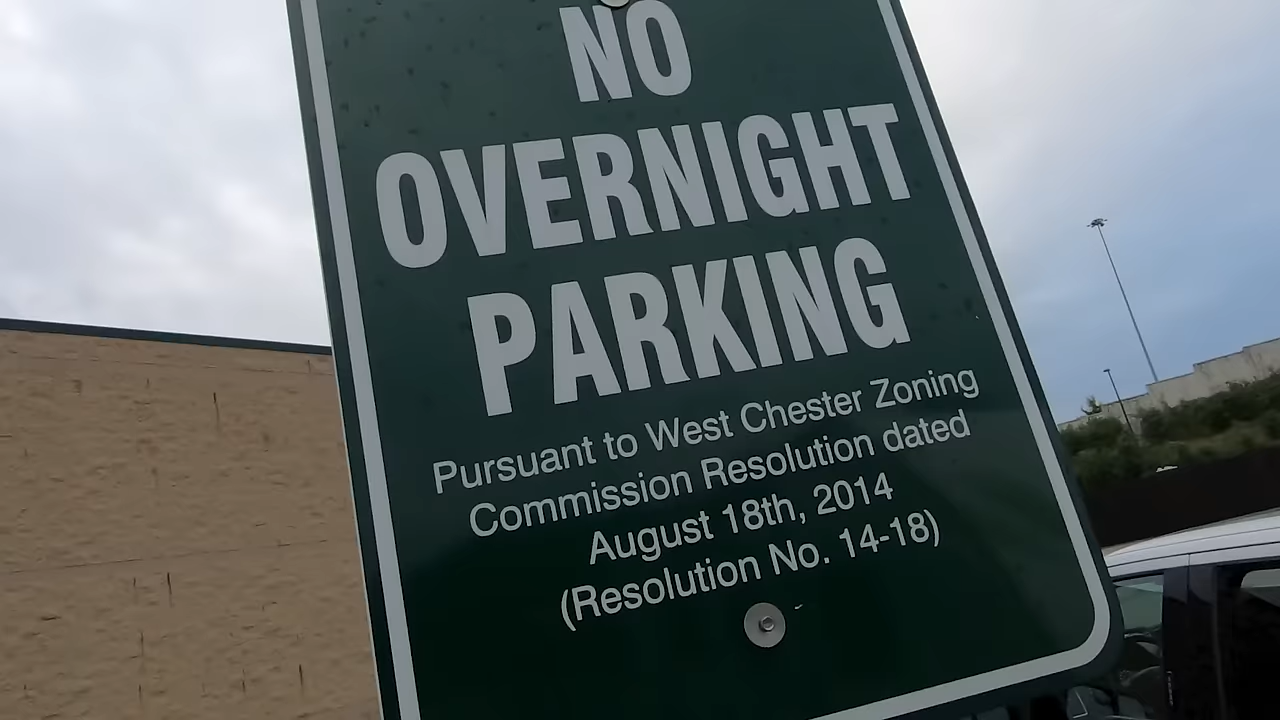 NO
OVERNIGHT
PARKING
Pursuant to West Chester Zoning
Commission Resolution dated
August 18th, 2014
(Resolution No. 14-18)